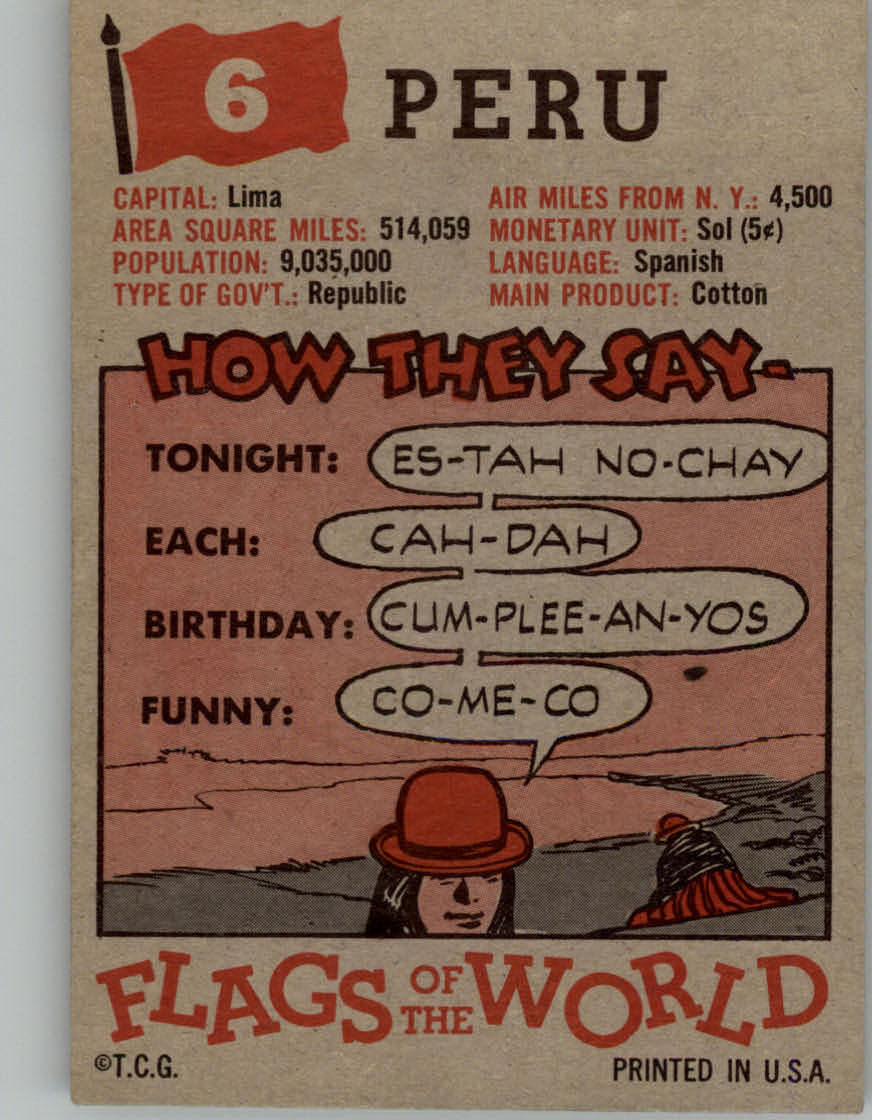 6 PERU
CAPITAL: Lima
AREA SQUARE MILES: 514,059
POPULATION: 9,035,000
TYPE OF GOV'T.: Republic
AIR MILES FROM N. Y.: 4,500
MONETARY UNIT: Sol (5¢)
LANGUAGE: Spanish
MAIN PRODUCT: Cotton
HOW THEY SAY-
TONIGHT: ES-TAH NO-CHAY
EACH: CAH-DAH
BIRTHDAY: CUM-PLEE-AN-YOS
FUNNY: CO-ME-CO
FLAGS OF THE WORLD
©T.C.G. PRINTED IN U.S.A.